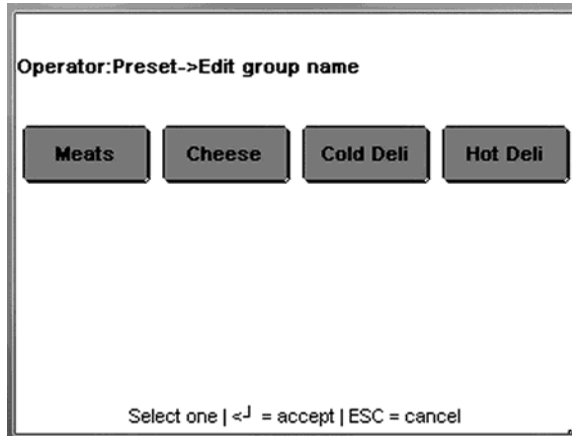 Operator:Preset->Edit group name
Meats Cheese Cold Deli Hot Deli
Select one | <┘ = accept | ESC = cancel